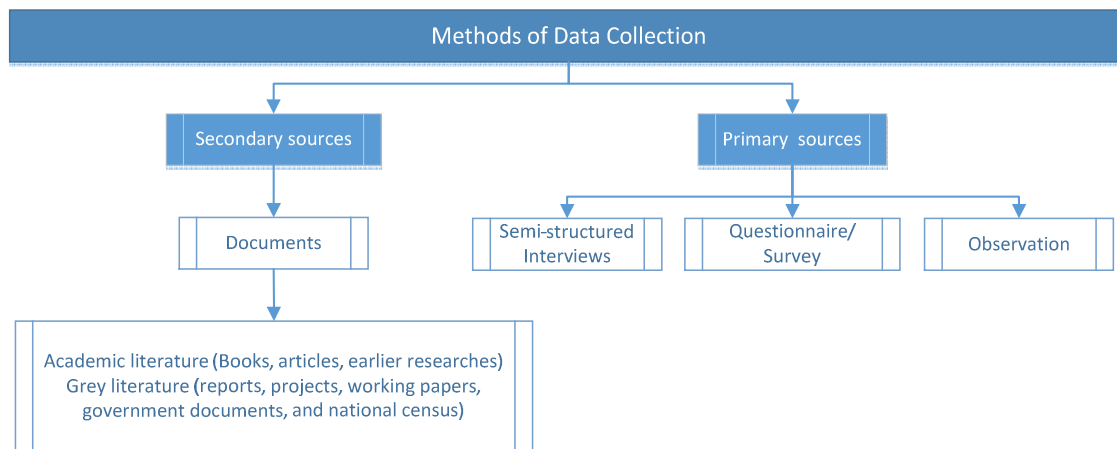 Methods of Data Collection
Secondary sources
Primary sources
Documents
Semi-structured
Interviews
Questionnaire/
Survey
Observation
Academic literature (Books, articles, earlier researches)
Grey literature (reports, projects, working papers,
government documents, and national census)